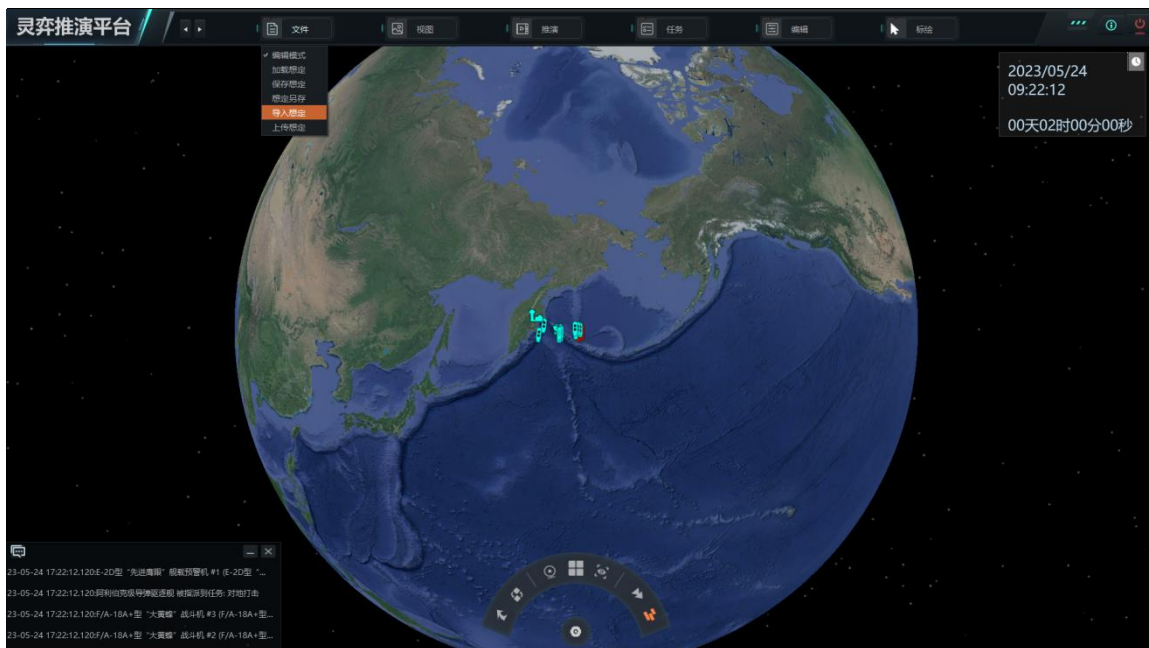 灵弈推演平台
文件
视图
推演
任务
编辑
标绘
编辑模式
加载想定
保存想定
想定另存
导入想定
上传想定
2023/05/24
09:22:12
00天02时00分00秒
23-05-24 17:22:12.120:E-2D型 “先进鹰眼” 舰载预警机 #1 (E-2D型 “...
23-05-24 17:22:12.120:阿利伯克级导弹驱逐舰 被指派到任务: 对地打击
23-05-24 17:22:12.120:F/A-18A+型 “大黄蜂” 战斗机 #3 (F/A-18A+型...
23-05-24 17:22:12.120:F/A-18A+型 “大黄蜂” 战斗机 #2 (F/A-18A+型...